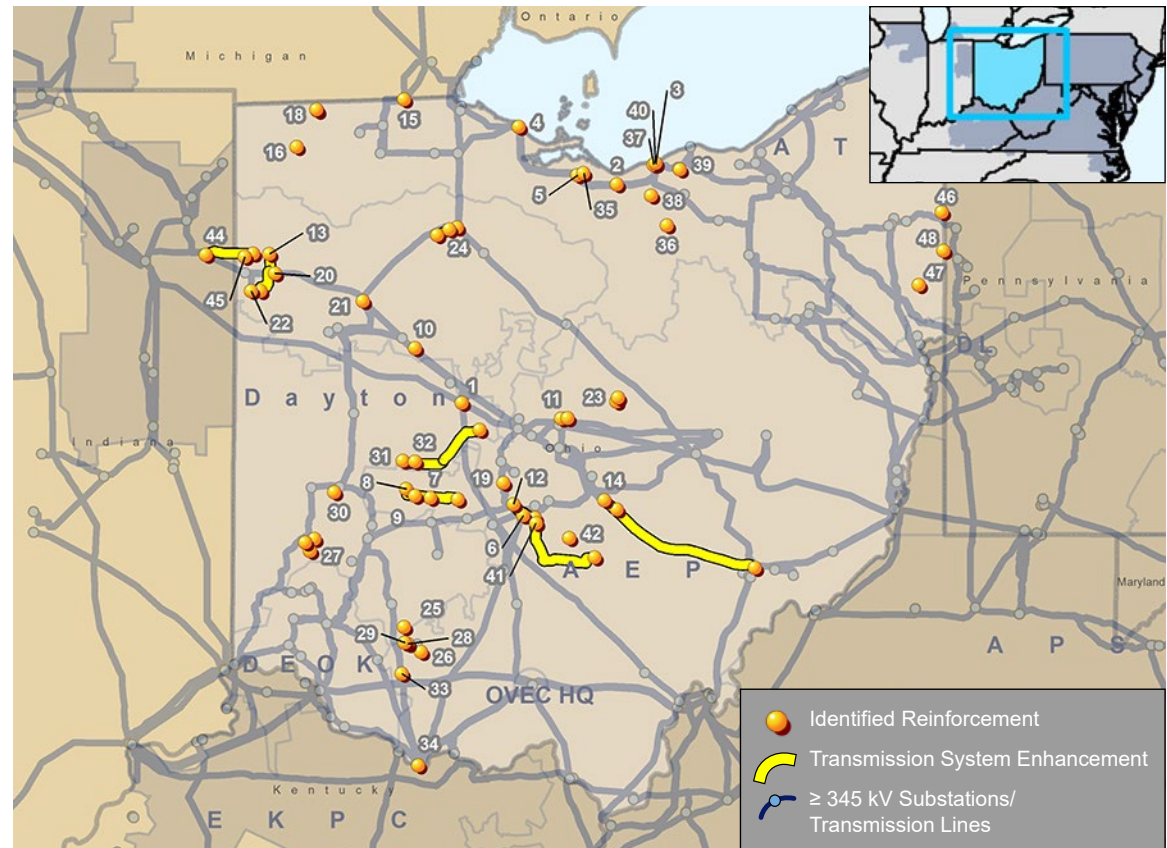 Ontario
Michigan
3
40
37
18
15
4
16
2
39
A T
5
35
38
36
46
44
13
24
48
47
Pennsylvania
45
20
22
21
10
DL
1
Dayton
11
23
Indiana
Ohio
31
32
8
7
19
12
14
30
9
6
42
27
41
A E P
Maryland
25
29
28
26
A P S
D E O K
33
OVEC HQ
34
Kentucky
E K P C
Identified Reinforcement
Transmission System Enhancement
≥ 345 kV Substations/
Transmission Lines